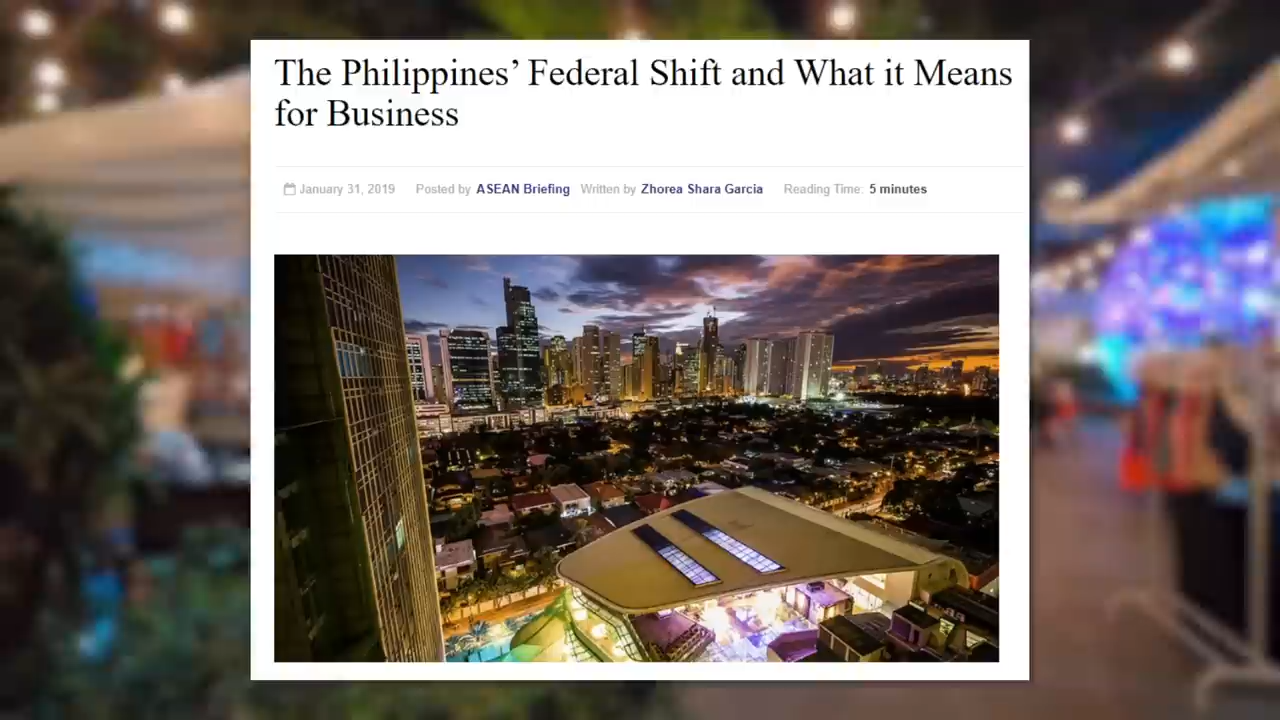 The Philippines’ Federal Shift and What it Means
for Business
January 31, 2019 Posted by ASEAN Briefing Written by Zhorea Shara Garcia Reading Time: 5 minutes